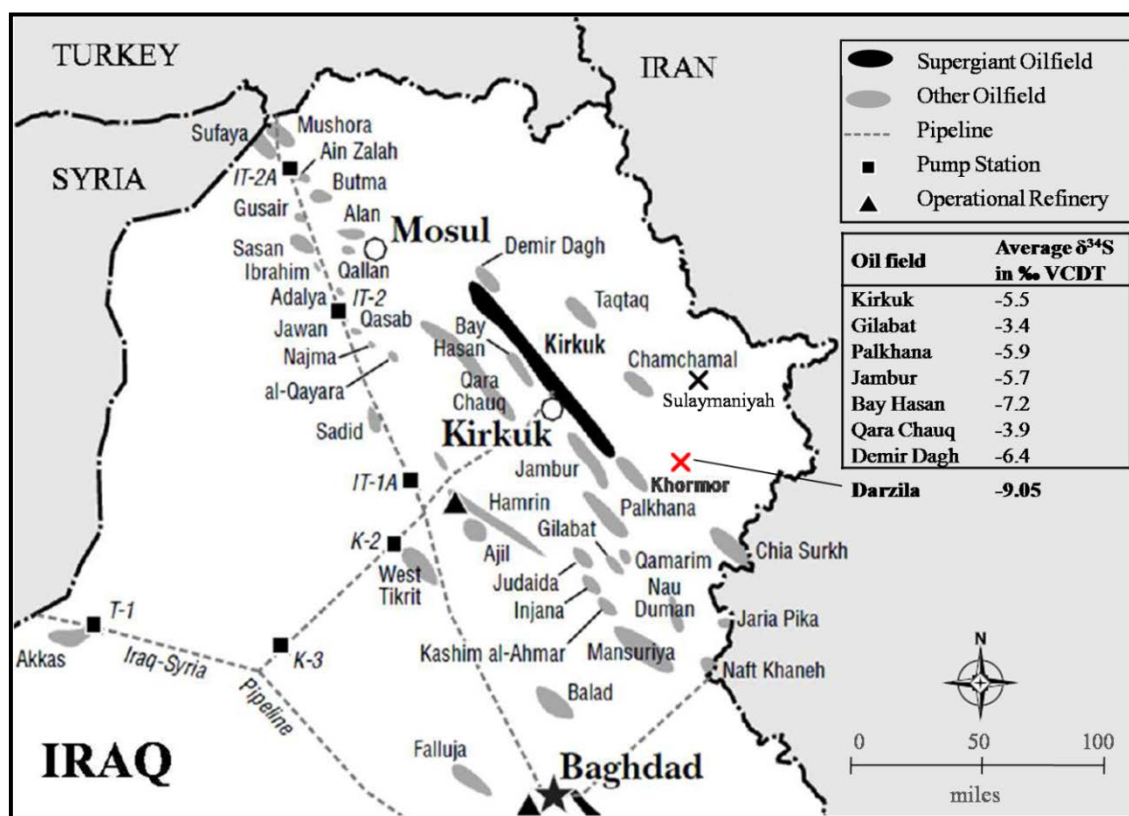 TURKEY
IRAN
SYRIA
Sufaya
Mushora
Ain Zalah
IT-2A
Butma
Gusair
Alan
Mosul
Sasan
Ibrahim
Qallan
Demir Dagh
Adalya
IT-2
Taqtaq
Jawan
Qasab
Bay
Hasan
Kirkuk
Najma
Chamchamal
al-Qayara
Qara
Chauq
Sulaymaniyah
Sadid
Kirkuk
Jambur
Khormor
IT-1A
Hamrin
Palkhana
K-2
Ajil
Gilabat
Qamarim
Chia Surkh
West
Tikrit
Judaida
Nau
Duman
Injana
T-1
Jaria Pika
Akkas
Iraq-Syria
Pipeline
K-3
Kashim al-Ahmar
Mansuriya
Naft Khaneh
Balad
Falluja
IRAQ
Baghdad
Supergiant Oilfield
Other Oilfield
Pipeline
Pump Station
Operational Refinery
Oil field Average δ³⁴S
in ‰ VCDT
Kirkuk -5.5
Gilabat -3.4
Palkhana -5.9
Jambur -5.7
Bay Hasan -7.2
Qara Chauq -3.9
Demir Dagh -6.4
Darzila -9.05
N
0 50 100
miles